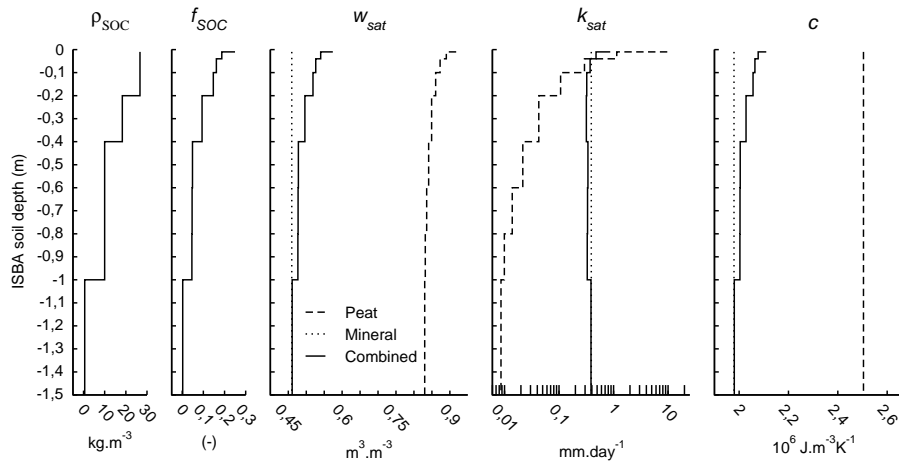 ρSOC fSOC wsat ksat c
0
-0,1
-0,2
-0,3
-0,4
-0,5
-0,6
-0,7
-0,8
-0,9
-1
-1,1
-1,2
-1,3
-1,4
-1,5
ISBA soil depth (m)
Peat
Mineral
Combined
0 10 20 30
0 0,1 0,2 0,3
0,45 0,6 0,75 0,9
0,01 0,1 1 10
2 2,2 2,4 2,6
kg.m-3 (-) m3.m-3 mm.day-1 106 J.m-3K-1